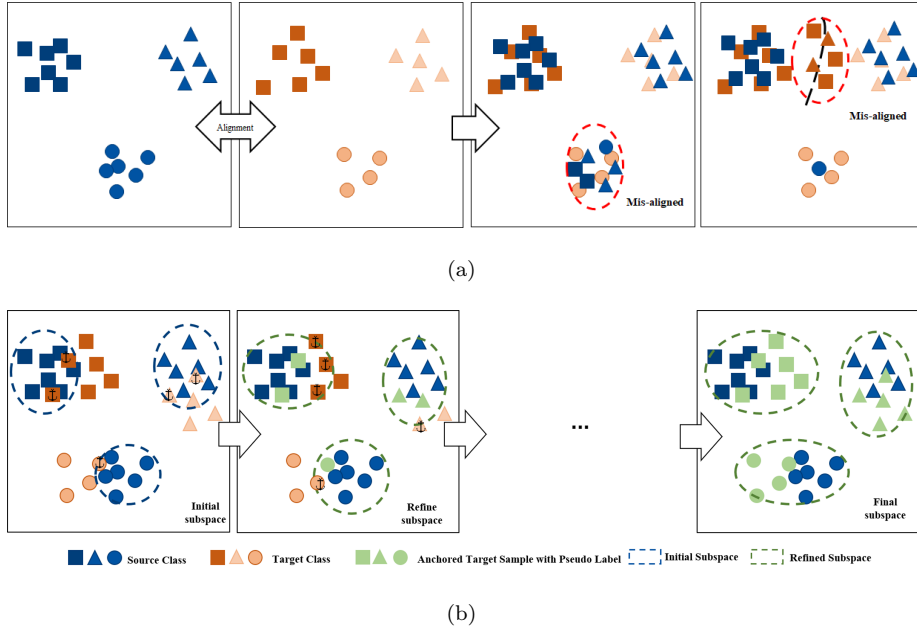 Alignment
Mis-aligned
Mis-aligned
(a)
Initial
subspace
Refine
subspace
...
Final
subspace
Source Class
Target Class
Anchored Target Sample with Pseudo Label
Initial Subspace
Refined Subspace
(b)